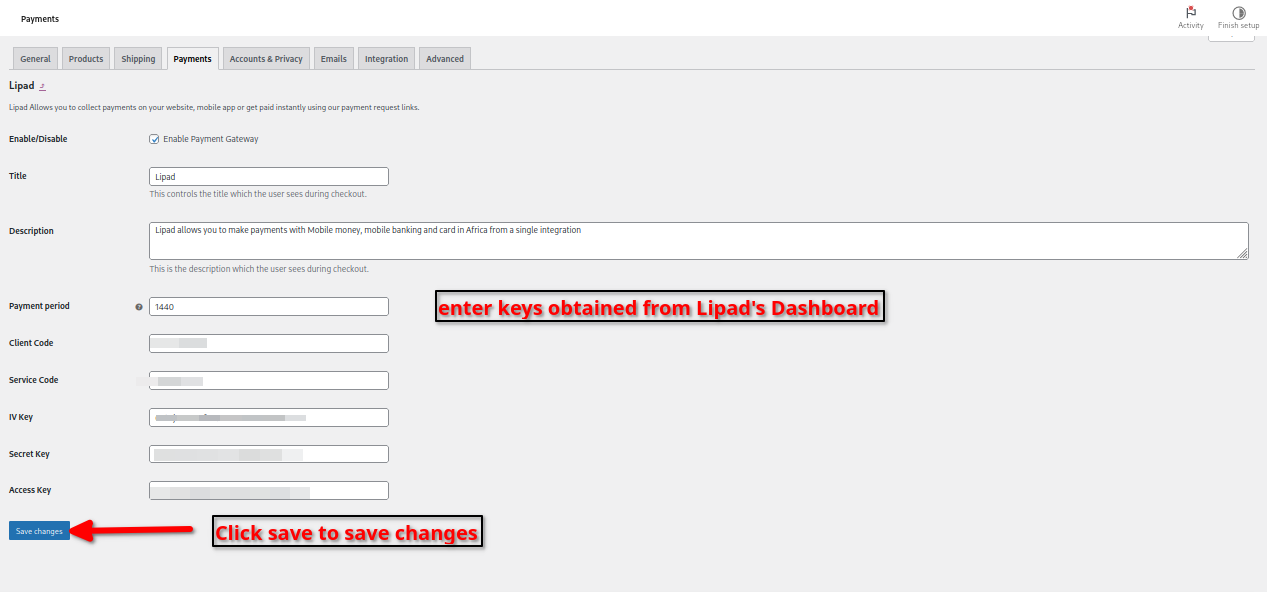 Payments
Activity
Finish setup
General Products Shipping Payments Accounts & Privacy Emails Integration Advanced
Lipad
Lipad Allows you to collect payments on your website, mobile app or get paid instantly using our payment request links.
Enable/Disable Enable Payment Gateway
Title Lipad
This controls the title which the user sees during checkout.
Description Lipad allows you to make payments with Mobile money, mobile banking and card in Africa from a single integration
This is the description which the user sees during checkout.
Payment period 1440
enter keys obtained from Lipad's Dashboard
Client Code
Service Code
IV Key
Secret Key
Access Key
Save changes
Click save to save changes